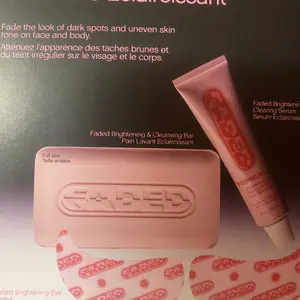 Éclaircissant
Fade the look of dark spots and uneven skin
tone on face and body.
Atténuez l'apparence des taches brunes et
du teint irrégulier sur le visage et le corps.
Faded Brightening
Clearing Serum
Sérum Éclaircissant
Faded Brightening & Cleansing Bar
Pain Lavant Éclaircissant
Full size
Taille entière
FADED
TOPICALS
Faded Brightening Eye